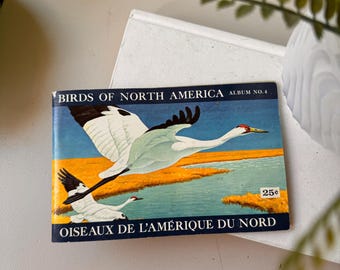 BIRDS OF NORTH AMERICA ALBUM NO. 4
25¢
OISEAUX DE L'AMÉRIQUE DU NORD